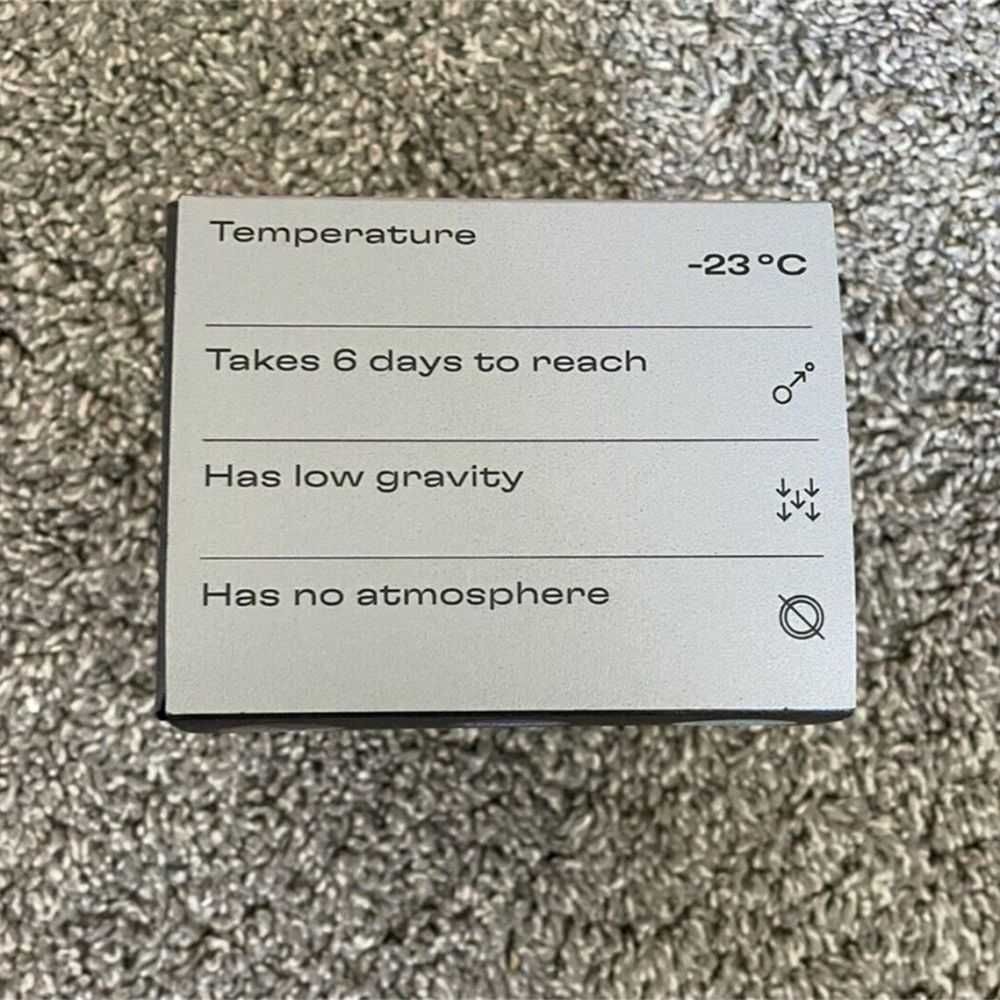 Temperature
-23°C
Takes 6 days to reach
Has low gravity
Has no atmosphere